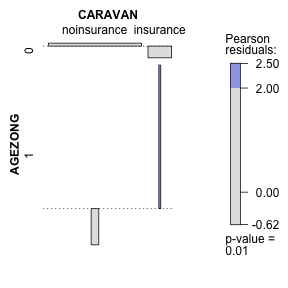 CARAVAN
noinsurance insurance
AGEZONG
0
1
Pearson
residuals:
2.50
2.00
0.00
-0.62
p-value =
0.01